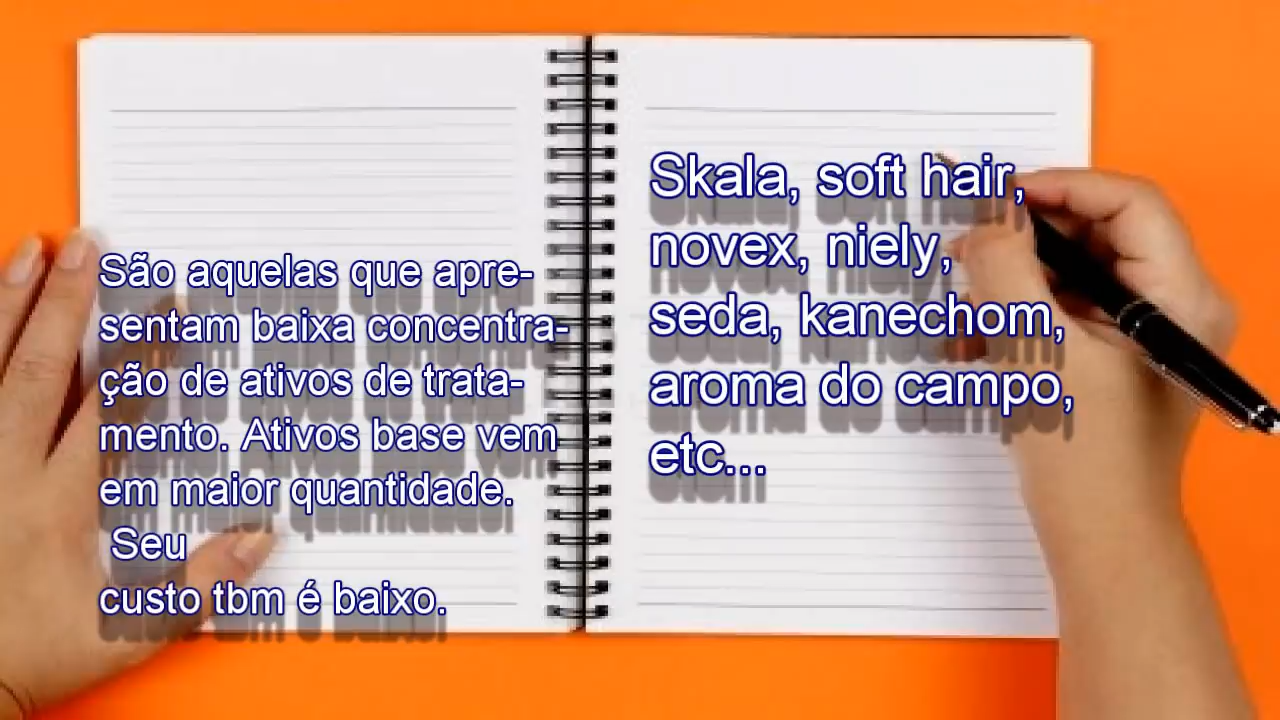 São aquelas que apre-
sentam baixa concentra-
ção de ativos de trata-
mento. Ativos base vem
em maior quantidade.
Seu
custo tbm é baixo.
Skala, soft hair,
novex, niely,
seda, kanechom,
aroma do campo,
etc...